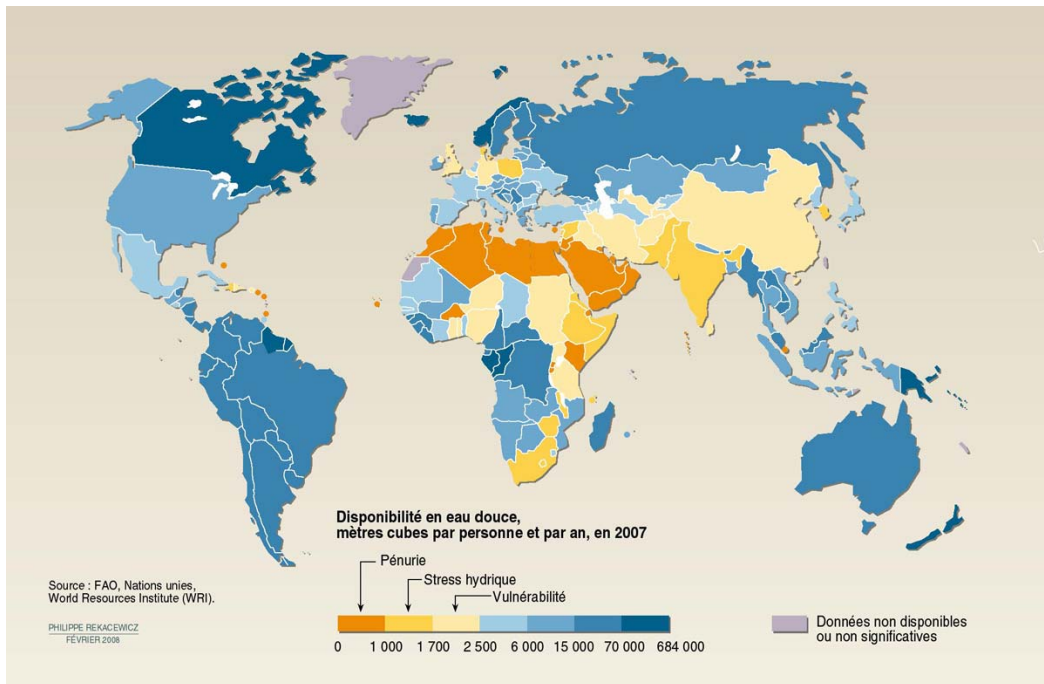 Disponibilité en eau douce,
mètres cubes par personne et par an, en 2007
Pénurie
Stress hydrique
Vulnérabilité
0 1 000 1 700 2 500 6 000 15 000 70 000 684 000
Données non disponibles
ou non significatives
Source : FAO, Nations unies,
World Resources Institute (WRI).
PHILIPPE REKACEWICZ
FÉVRIER 2008